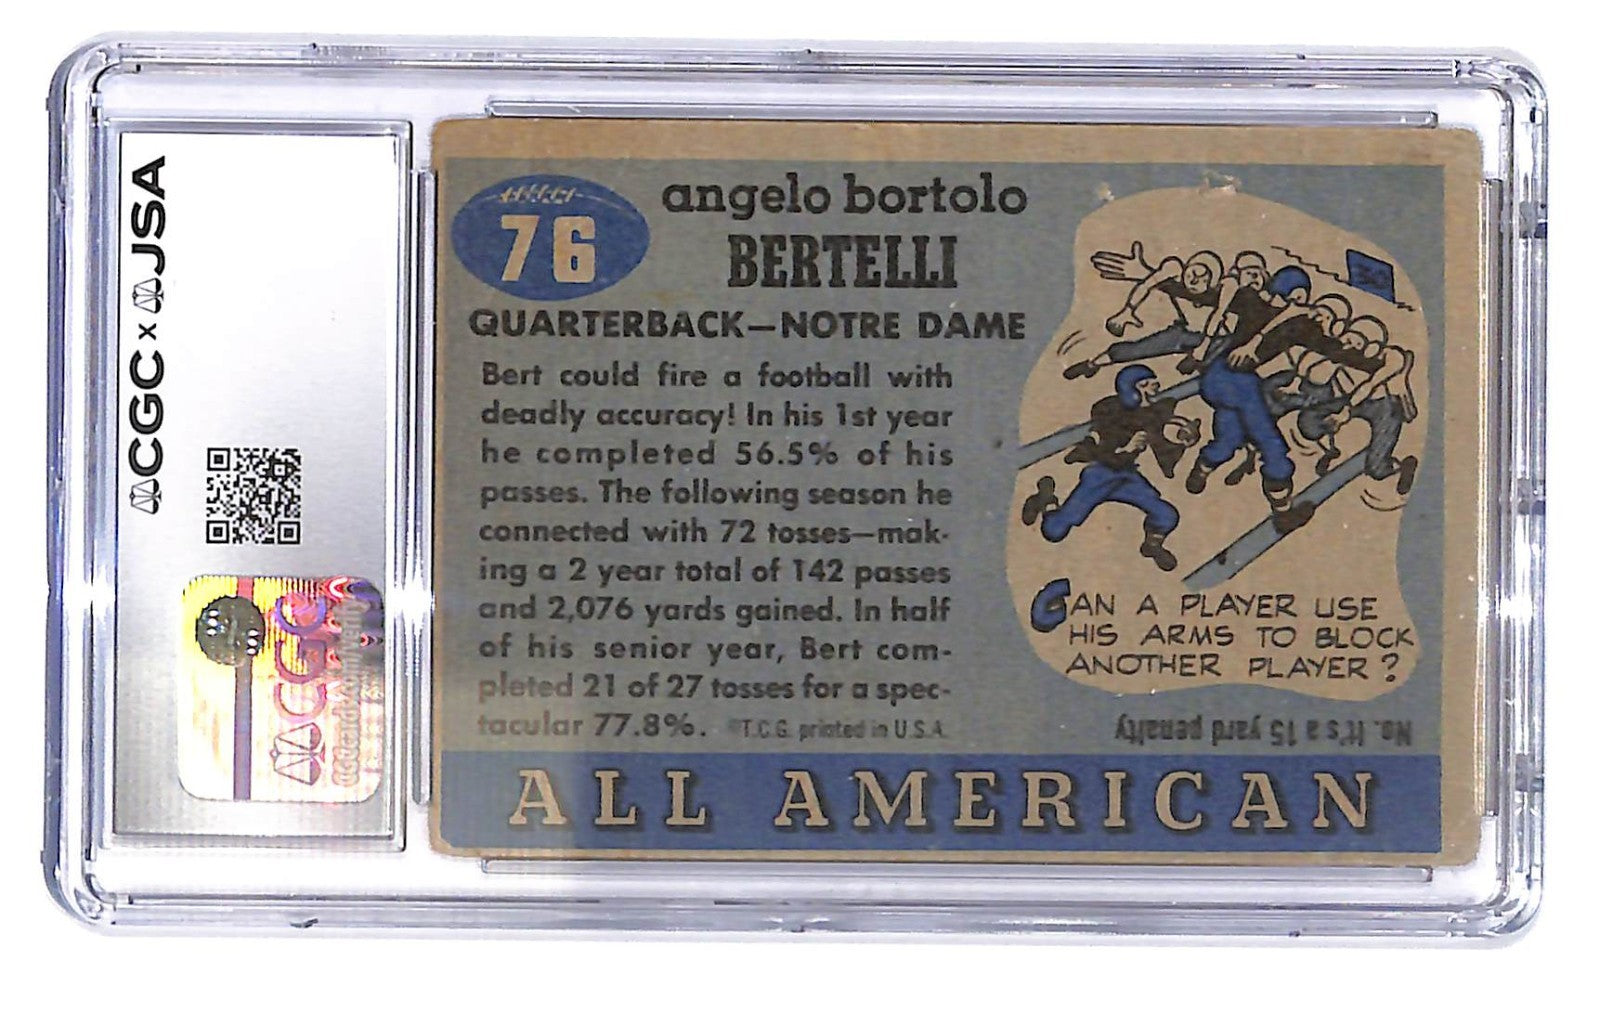 CGC x JSA
CGC
76
angelo bortolo
BERTELLI
QUARTERBACK—NOTRE DAME
Bert could fire a football with
deadly accuracy! In his 1st year
he completed 56.5% of his
passes. The following season he
connected with 72 tosses—mak-
ing a 2 year total of 142 passes
and 2,076 yards gained. In half
of his senior year, Bert com-
pleted 21 of 27 tosses for a spec-
tacular 77.8%. ©T.C.G. printed in U.S.A.
CAN A PLAYER USE
HIS ARMS TO BLOCK
ANOTHER PLAYER?
No. It's a 15 yard penalty
ALL AMERICAN